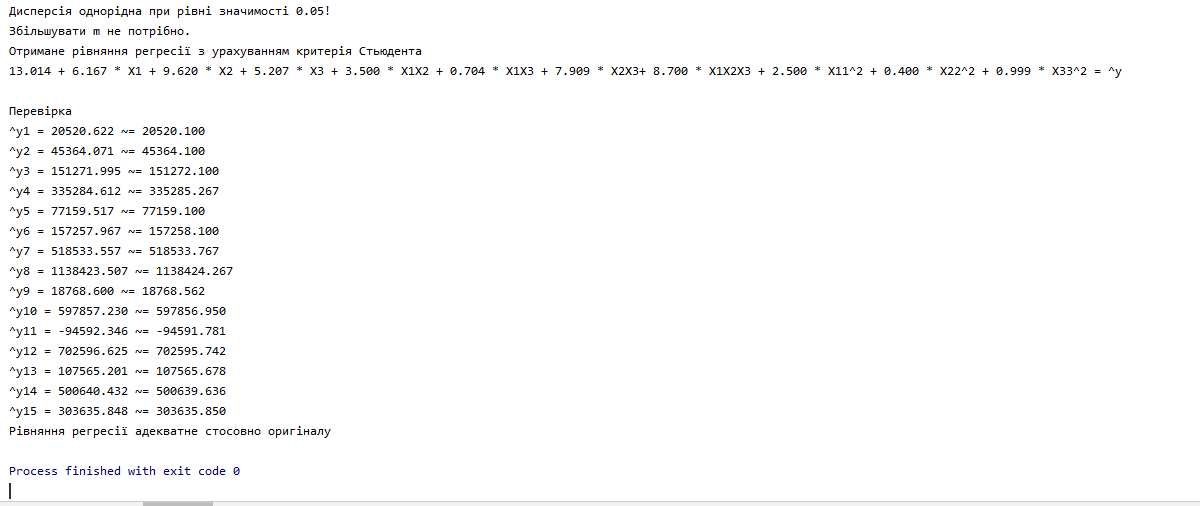 Дисперсія однорідна при рівні значимості 0.05!
Збільшувати m не потрібно.
Отримане рівняння регресії з урахуванням критерія Стьюдента
13.014 + 6.167 * X1 + 9.620 * X2 + 5.207 * X3 + 3.500 * X1X2 + 0.704 * X1X3 + 7.909 * X2X3+ 8.700 * X1X2X3 + 2.500 * X11^2 + 0.400 * X22^2 + 0.999 * X33^2 = ^y
Перевірка
^y1 = 20520.622 ~= 20520.100
^y2 = 45364.071 ~= 45364.100
^y3 = 151271.995 ~= 151272.100
^y4 = 335284.612 ~= 335285.267
^y5 = 77159.517 ~= 77159.100
^y6 = 157257.967 ~= 157258.100
^y7 = 518533.557 ~= 518533.767
^y8 = 1138423.507 ~= 1138424.267
^y9 = 18768.600 ~= 18768.562
^y10 = 597857.230 ~= 597856.950
^y11 = -94592.346 ~= -94591.781
^y12 = 702596.625 ~= 702595.742
^y13 = 107565.201 ~= 107565.678
^y14 = 500640.432 ~= 500639.636
^y15 = 303635.848 ~= 303635.850
Рівняння регресії адекватне стосовно оригіналу
Process finished with exit code 0